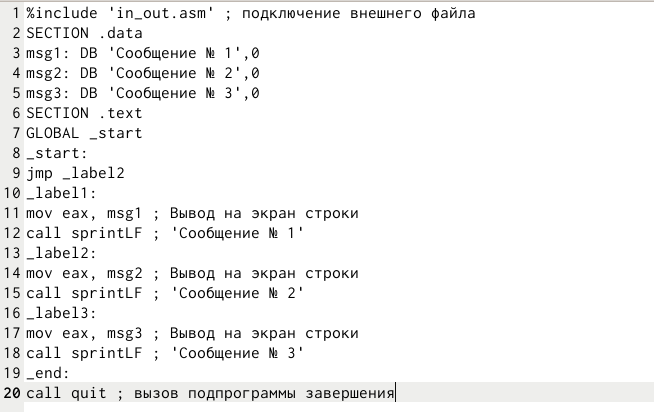 1 %include 'in_out.asm' ; подключение внешнего файла
2 SECTION .data
3 msg1: DB 'Сообщение № 1',0
4 msg2: DB 'Сообщение № 2',0
5 msg3: DB 'Сообщение № 3',0
6 SECTION .text
7 GLOBAL _start
8 _start:
9 jmp _label2
10 _label1:
11 mov eax, msg1 ; Вывод на экран строки
12 call sprintLF ; 'Сообщение № 1'
13 _label2:
14 mov eax, msg2 ; Вывод на экран строки
15 call sprintLF ; 'Сообщение № 2'
16 _label3:
17 mov eax, msg3 ; Вывод на экран строки
18 call sprintLF ; 'Сообщение № 3'
19 _end:
20 call quit ; вызов подпрограммы завершения